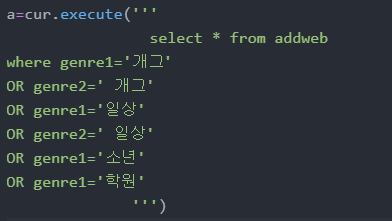 a=cur.execute('''
select * from addweb
where genre1='개그'
OR genre2=' 개그'
OR genre1='일상'
OR genre2=' 일상'
OR genre1='소년'
OR genre1='학원'
''')